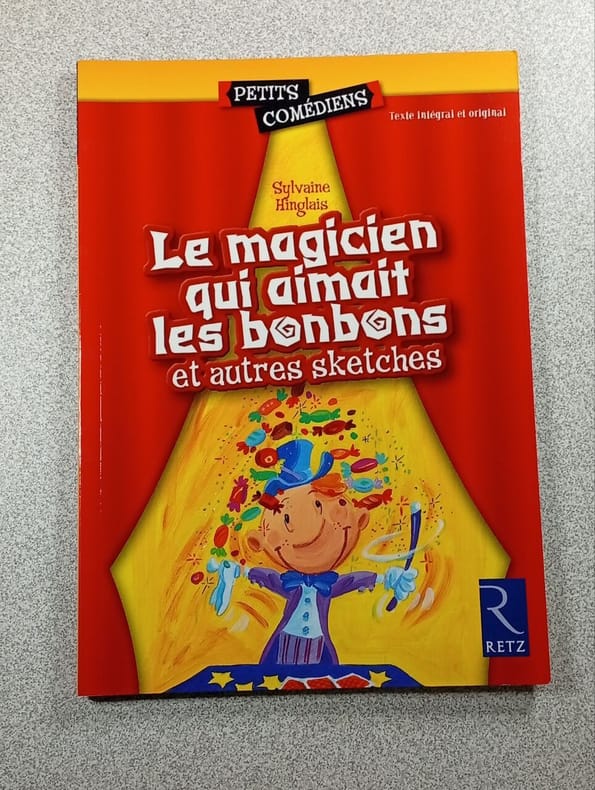 PETITS
COMÉDIENS
Texte intégral et original
Sylvaine
Hinglais
Le magicien
qui aimait
les bonbons
et autres sketches
R
RETZ